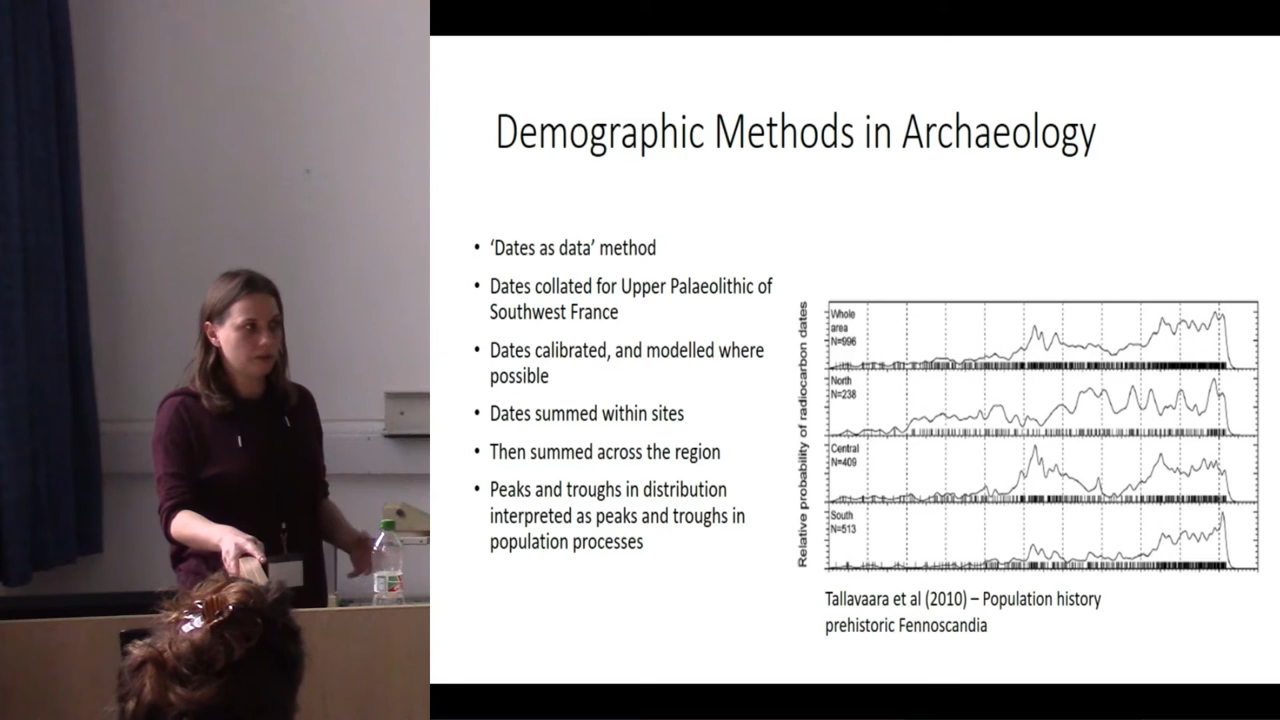 Demographic Methods in Archaeology
• ‘Dates as data’ method
• Dates collated for Upper Palaeolithic of
Southwest France
• Dates calibrated, and modelled where
possible
• Dates summed within sites
• Then summed across the region
• Peaks and troughs in distribution
interpreted as peaks and troughs in
population processes
Relative probability of radiocarbon dates
Whole
area
N=996
North
N=238
Central
N=409
South
N=513
Tallavaara et al (2010) – Population history
prehistoric Fennoscandia